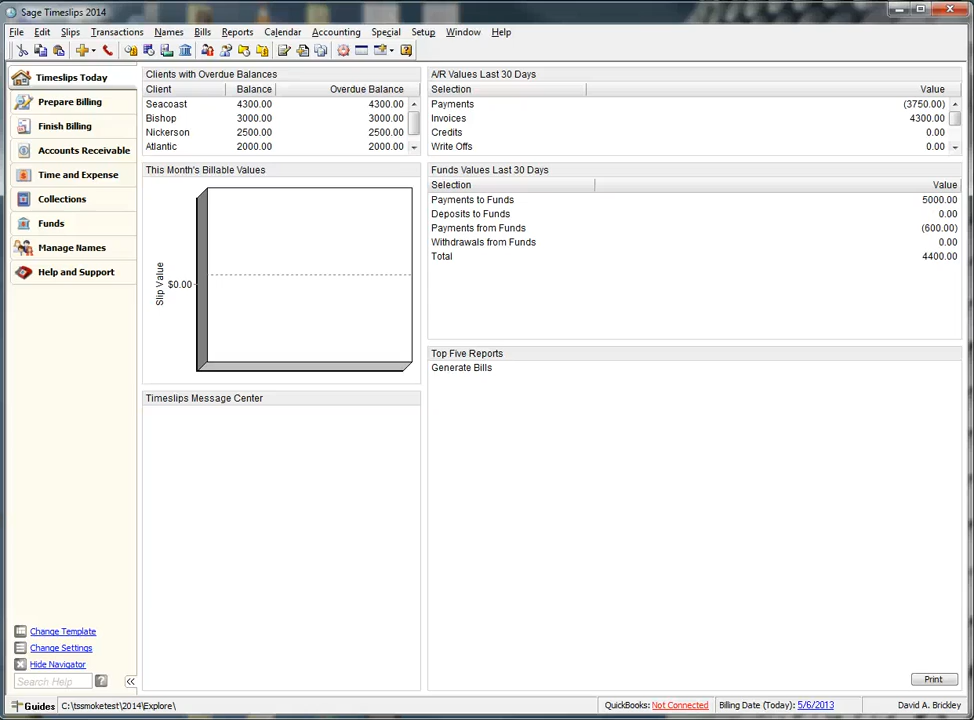 Sage Timeslips 2014
File Edit Slips Transactions Names Bills Reports Calendar Accounting Special Setup Window Help
Timeslips Today
Prepare Billing
Finish Billing
Accounts Receivable
Time and Expense
Collections
Funds
Manage Names
Help and Support
Clients with Overdue Balances
Client Balance Overdue Balance
Seacoast 4300.00 4300.00
Bishop 3000.00 3000.00
Nickerson 2500.00 2500.00
Atlantic 2000.00 2000.00
This Month's Billable Values
Slip Value
$0.00
Timeslips Message Center
A/R Values Last 30 Days
Selection Value
Payments (3750.00)
Invoices 4300.00
Credits 0.00
Write Offs 0.00
Funds Values Last 30 Days
Selection Value
Payments to Funds 5000.00
Deposits to Funds 0.00
Payments from Funds (600.00)
Withdrawals from Funds 0.00
Total 4400.00
Top Five Reports
Generate Bills
Print
Change Template
Change Settings
Hide Navigator
Search Help ?
Guides C:\tssmoketest\2014\Explore\ QuickBooks: Not Connected Billing Date (Today): 5/6/2013 David A. Brickley